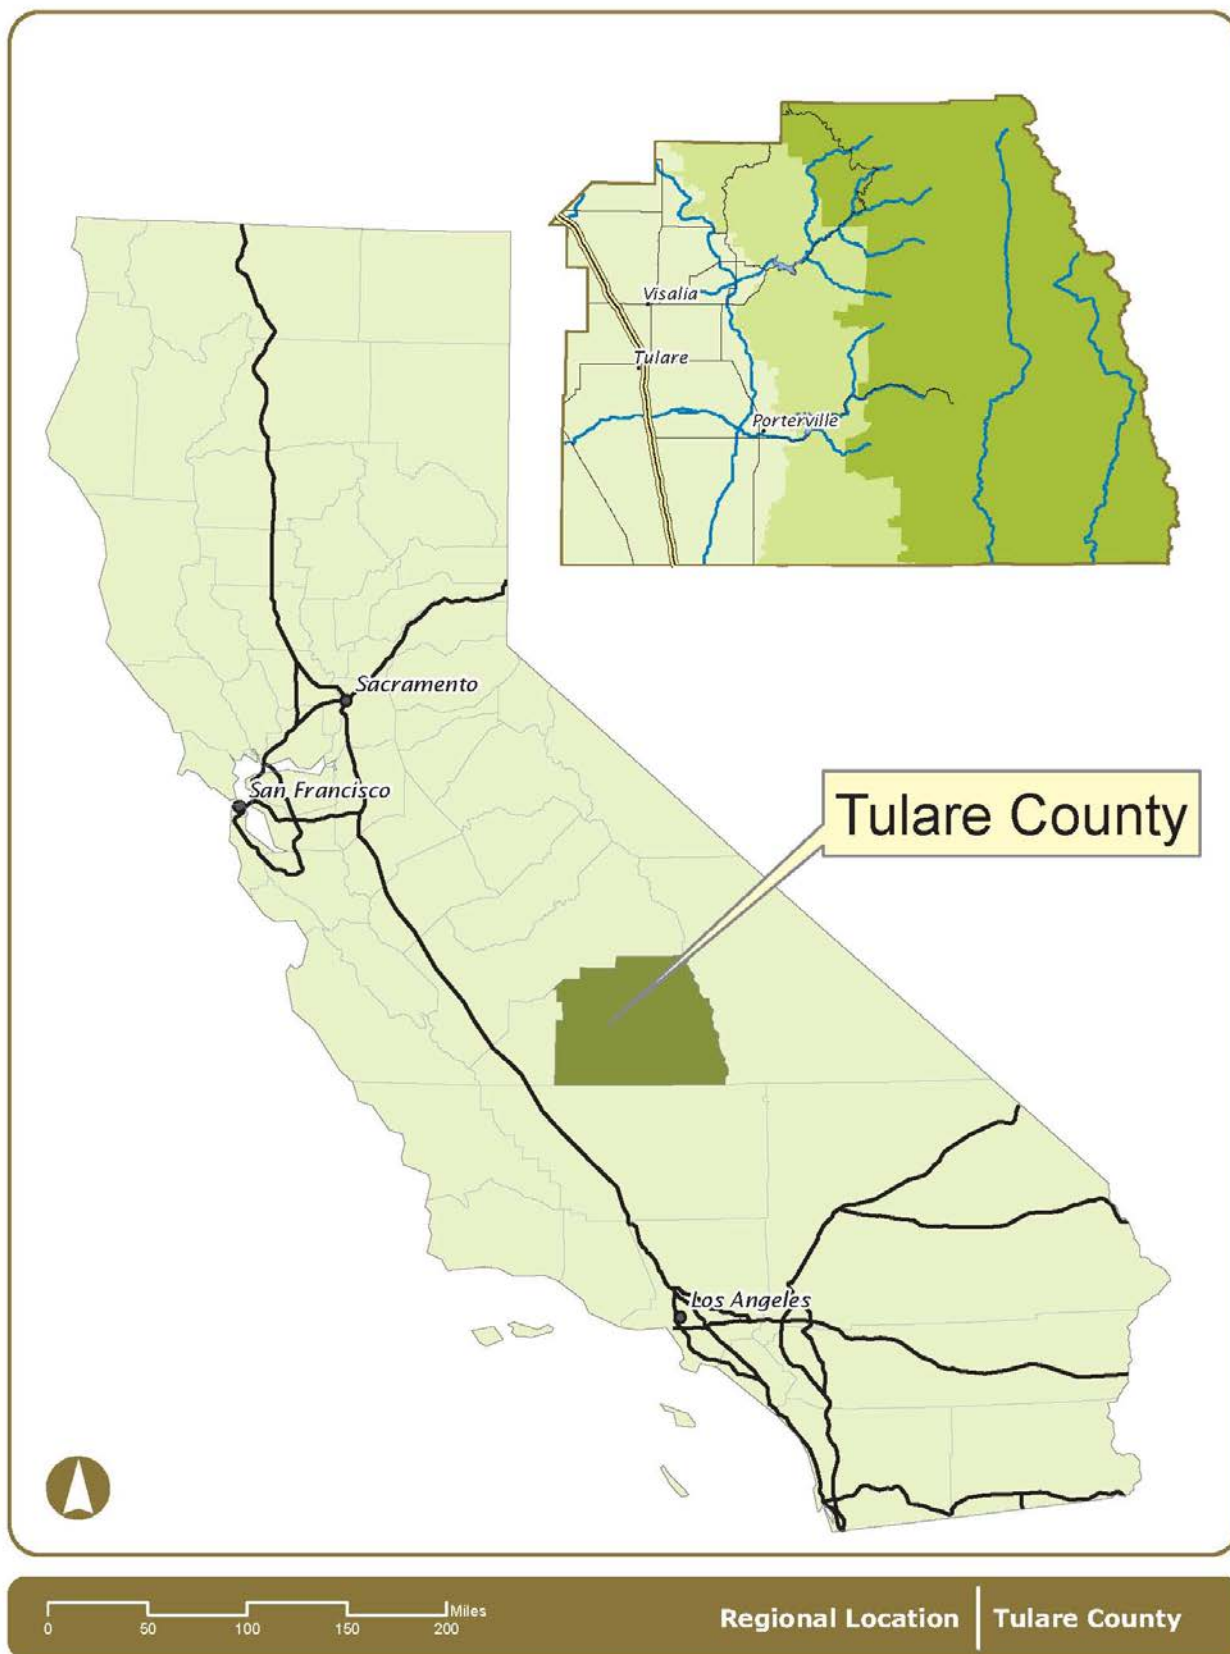 Visalia
Tulare
Porterville
Sacramento
San Francisco
Tulare County
Los Angeles
Miles
0 50 100 150 200
Regional Location | Tulare County